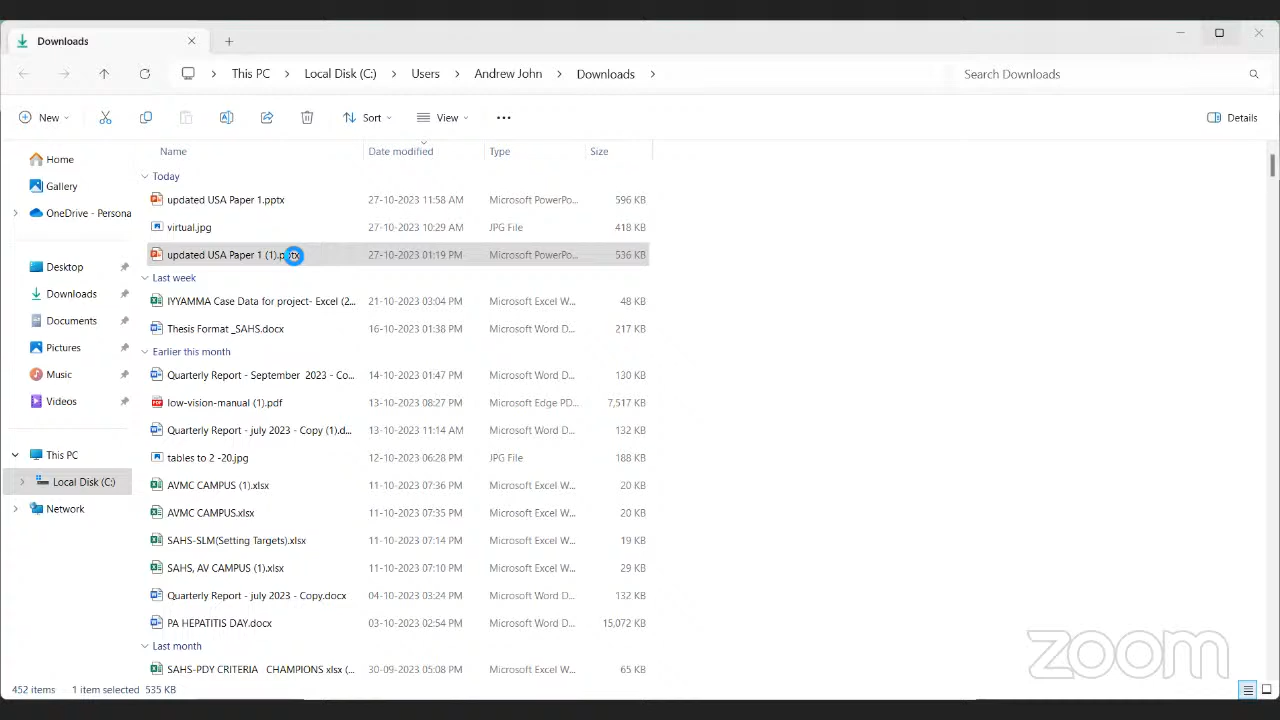 Downloads
This PC > Local Disk (C:) > Users > Andrew John > Downloads >
Search Downloads
New
Sort
View
Details
Home
Gallery
OneDrive - Persona
Desktop
Downloads
Documents
Pictures
Music
Videos
This PC
Local Disk (C:)
Network
Name Date modified Type Size
Today
updated USA Paper 1.pptx 27-10-2023 11:58 AM Microsoft PowerPo... 596 KB
virtual.jpg 27-10-2023 10:29 AM JPG File 418 KB
updated USA Paper 1 (1).pptx 27-10-2023 01:19 PM Microsoft PowerPo... 536 KB
Last week
IYYAMMA Case Data for project- Excel (2... 21-10-2023 03:04 PM Microsoft Excel W... 48 KB
Thesis Format _SAHS.docx 16-10-2023 01:38 PM Microsoft Word D... 217 KB
Earlier this month
Quarterly Report - September 2023 - Co... 14-10-2023 01:47 PM Microsoft Word D... 130 KB
low-vision-manual (1).pdf 13-10-2023 08:27 PM Microsoft Edge PD... 7,517 KB
Quarterly Report - july 2023 - Copy (1).d... 13-10-2023 11:14 AM Microsoft Word D... 132 KB
tables to 2 -20.jpg 12-10-2023 06:28 PM JPG File 188 KB
AVMC CAMPUS (1).xlsx 11-10-2023 07:36 PM Microsoft Excel W... 20 KB
AVMC CAMPUS.xlsx 11-10-2023 07:35 PM Microsoft Excel W... 20 KB
SAHS-SLM(Setting Targets).xlsx 11-10-2023 07:14 PM Microsoft Excel W... 19 KB
SAHS, AV CAMPUS (1).xlsx 11-10-2023 07:10 PM Microsoft Excel W... 29 KB
Quarterly Report - july 2023 - Copy.docx 04-10-2023 03:24 PM Microsoft Word D... 132 KB
PA HEPATITIS DAY.docx 03-10-2023 02:54 PM Microsoft Word D... 15,072 KB
Last month
SAHS-PDY CRITERIA CHAMPIONS xlsx (... 30-09-2023 05:08 PM Microsoft Excel W... 65 KB
452 items 1 item selected 535 KB
zoom